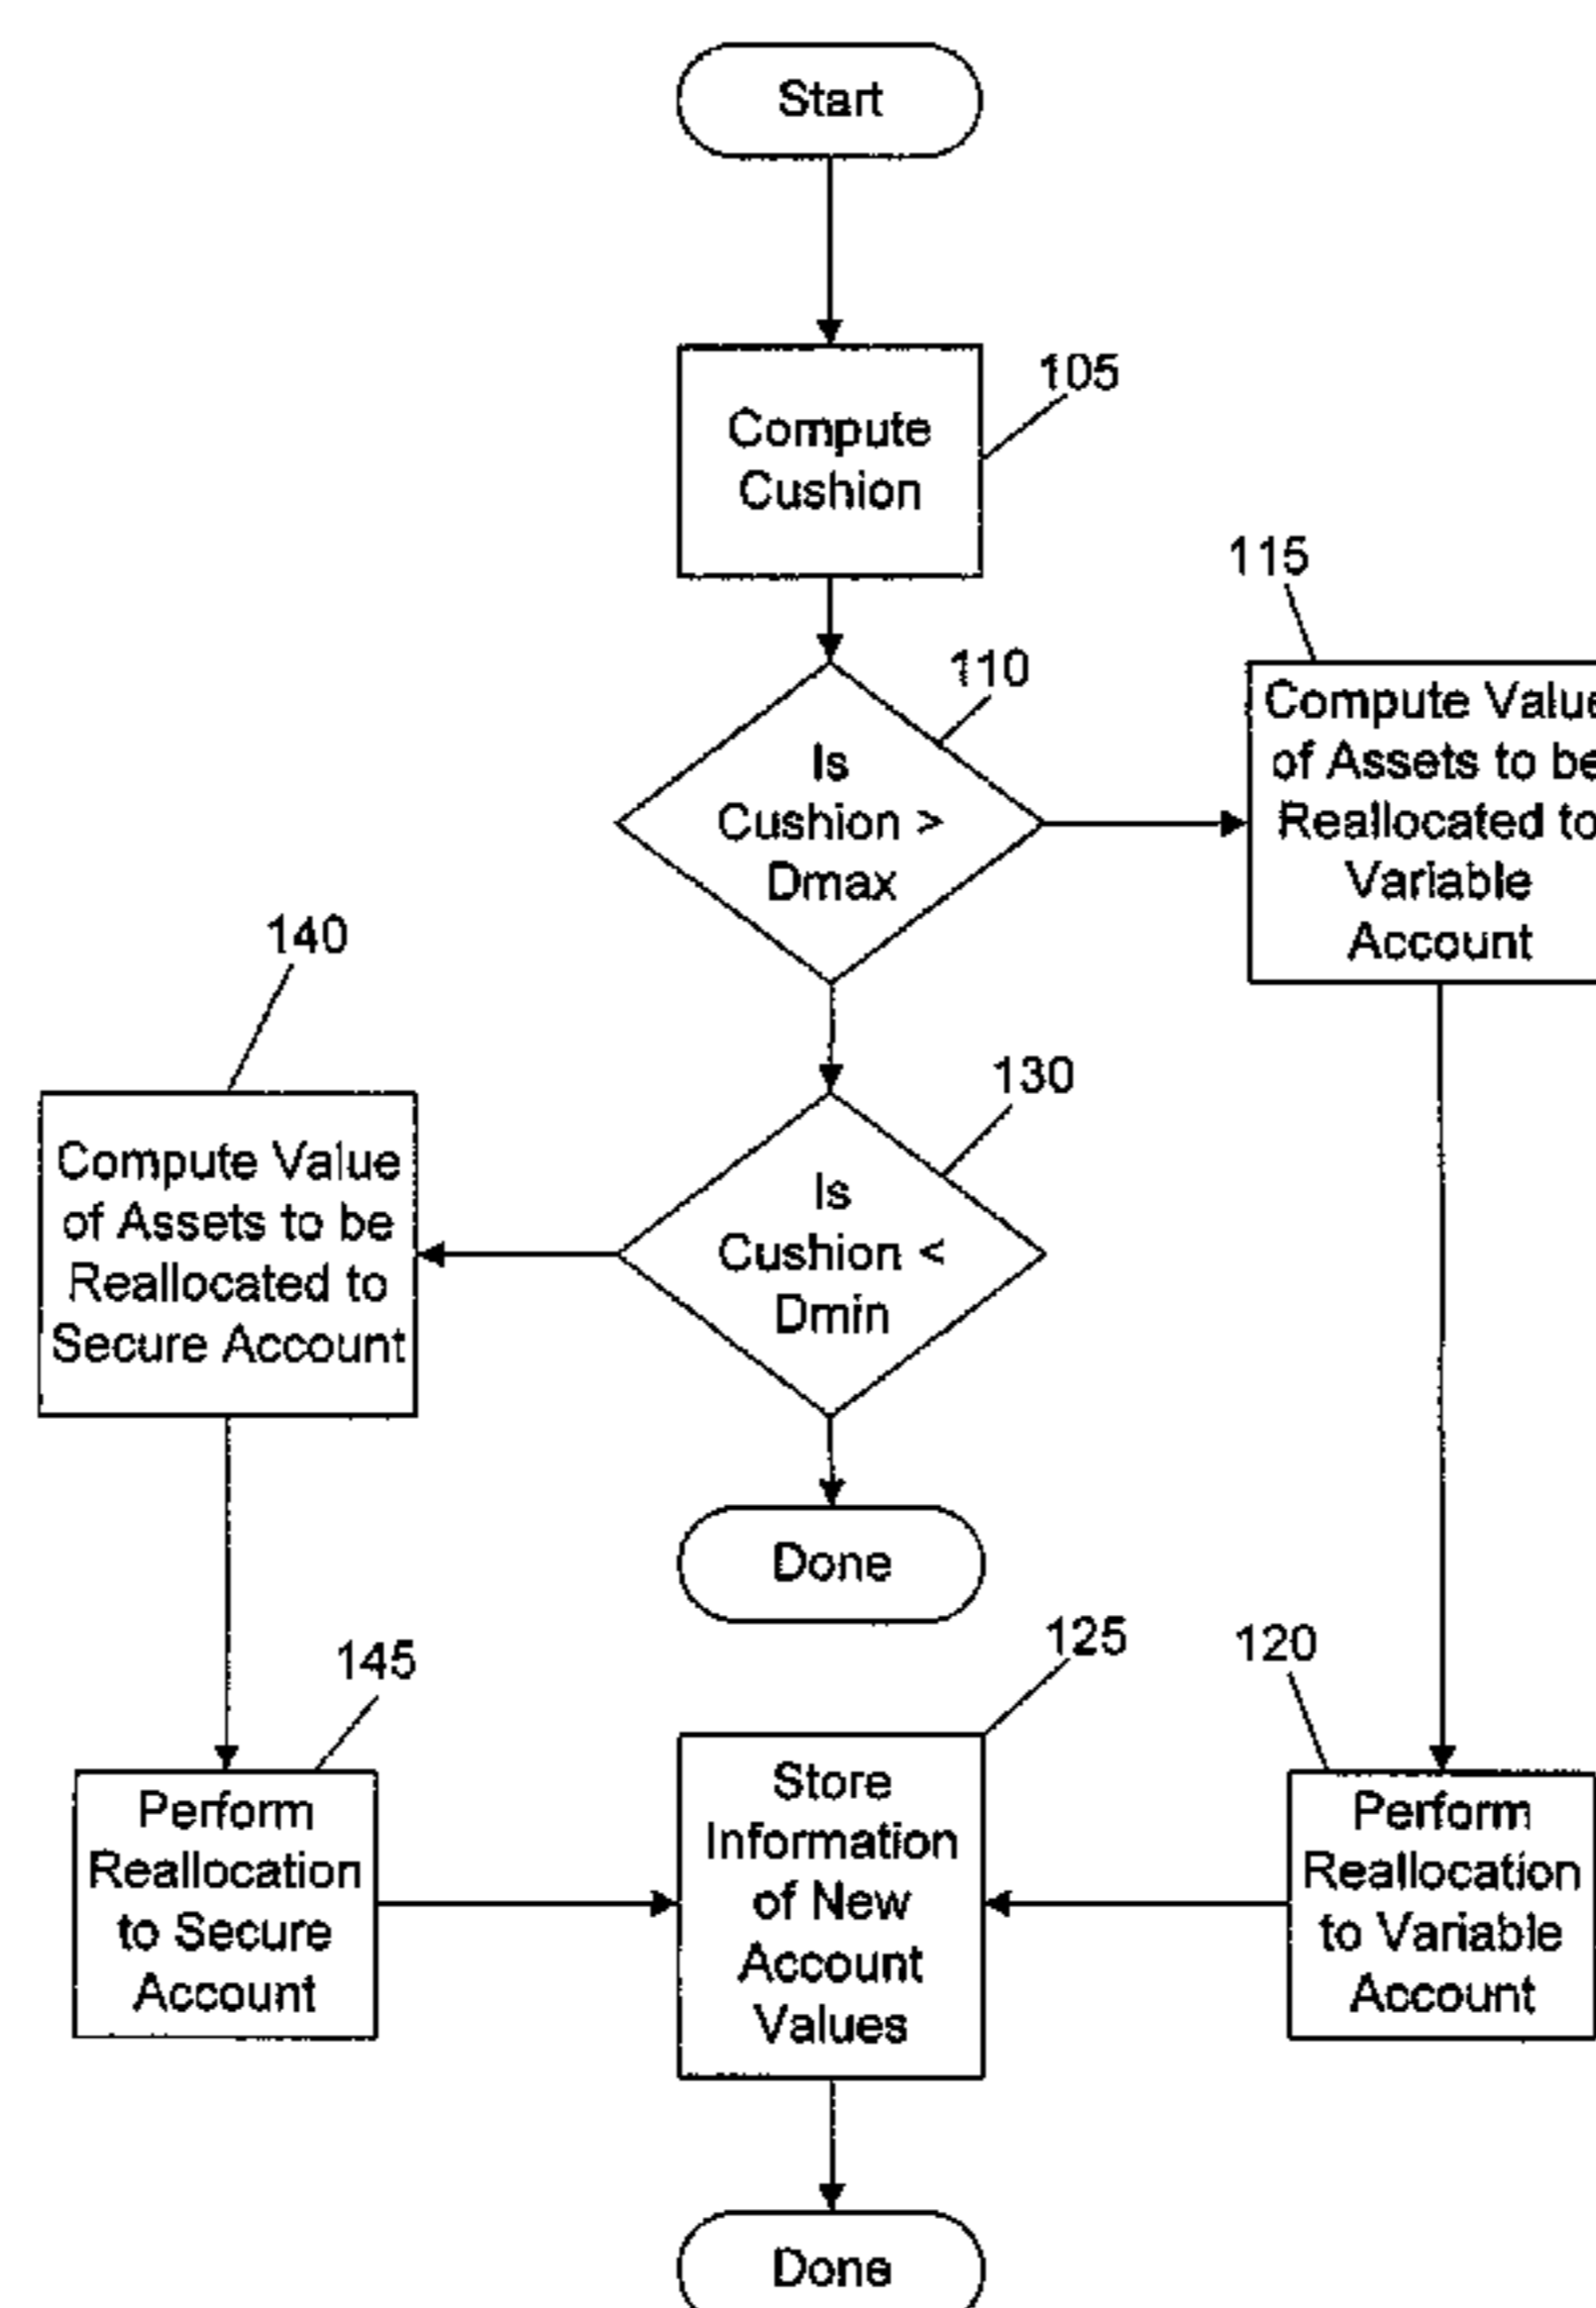 Start
105
Compute
Cushion
115
110
Is
Cushion >
Dmax
Compute Value
of Assets to be
Reallocated to
Variable
Account
140
130
Compute Value
of Assets to be
Reallocated to
Secure Account
Is
Cushion <
Dmin
Done
145
125
120
Perform
Reallocation
to Secure
Account
Store
Information
of New
Account
Values
Perform
Reallocation
to Variable
Account
Done